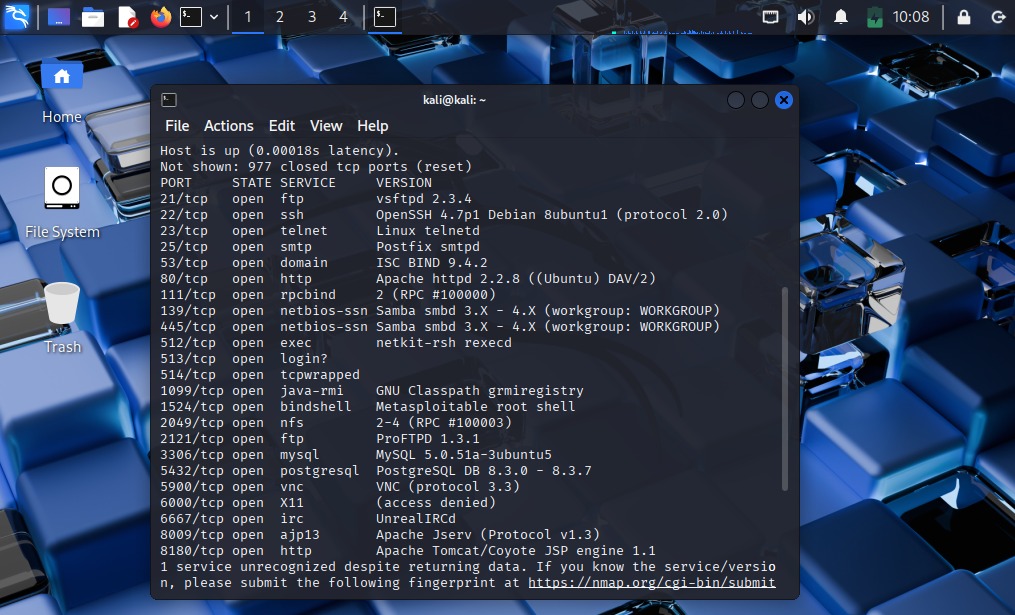 1 2 3 4 10:08
Home
File System
Trash
kali@kali: ~
File Actions Edit View Help
Host is up (0.00018s latency).
Not shown: 977 closed tcp ports (reset)
PORT     STATE SERVICE     VERSION
21/tcp   open  ftp         vsftpd 2.3.4
22/tcp   open  ssh         OpenSSH 4.7p1 Debian 8ubuntu1 (protocol 2.0)
23/tcp   open  telnet      Linux telnetd
25/tcp   open  smtp        Postfix smtpd
53/tcp   open  domain      ISC BIND 9.4.2
80/tcp   open  http        Apache httpd 2.2.8 ((Ubuntu) DAV/2)
111/tcp  open  rpcbind     2 (RPC #100000)
139/tcp  open  netbios-ssn Samba smbd 3.X - 4.X (workgroup: WORKGROUP)
445/tcp  open  netbios-ssn Samba smbd 3.X - 4.X (workgroup: WORKGROUP)
512/tcp  open  exec        netkit-rsh rexecd
513/tcp  open  login?
514/tcp  open  tcpwrapped
1099/tcp open  java-rmi    GNU Classpath grmiregistry
1524/tcp open  bindshell   Metasploitable root shell
2049/tcp open  nfs         2-4 (RPC #100003)
2121/tcp open  ftp         ProFTPD 1.3.1
3306/tcp open  mysql       MySQL 5.0.51a-3ubuntu5
5432/tcp open  postgresql  PostgreSQL DB 8.3.0 - 8.3.7
5900/tcp open  vnc         VNC (protocol 3.3)
6000/tcp open  X11         (access denied)
6667/tcp open  irc         UnrealIRCd
8009/tcp open  ajp13       Apache Jserv (Protocol v1.3)
8180/tcp open  http        Apache Tomcat/Coyote JSP engine 1.1
1 service unrecognized despite returning data. If you know the service/versio
n, please submit the following fingerprint at https://nmap.org/cgi-bin/submit